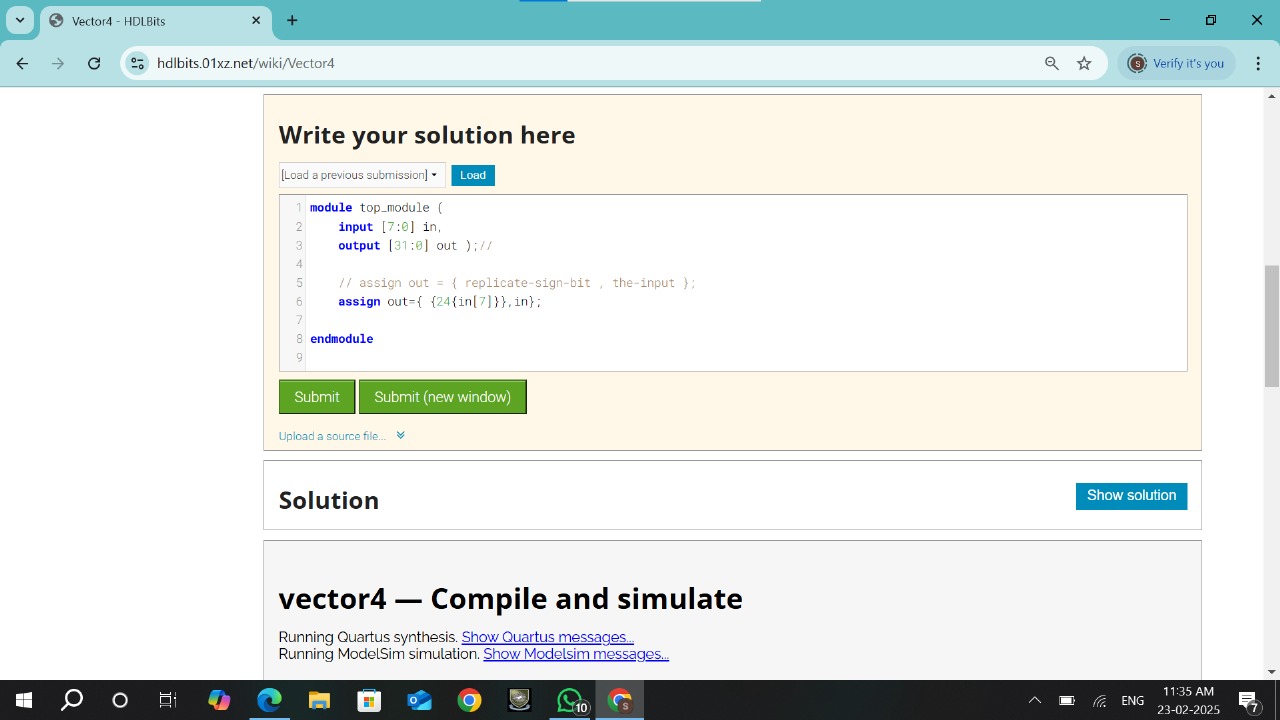 Vector4 - HDLBits
hdlbits.01xz.net/wiki/Vector4
S
Verify it's you
Write your solution here
[Load a previous submission]
Load
1 module top_module (
2 input [7:0] in,
3 output [31:0] out );//
4
5 // assign out = { replicate-sign-bit , the-input };
6 assign out={ {24{in[7]}},in};
7
8 endmodule
9
Submit
Submit (new window)
Upload a source file...
Solution
Show solution
vector4 — Compile and simulate
Running Quartus synthesis. Show Quartus messages...
Running ModelSim simulation. Show Modelsim messages...
10
S
ENG
11:35 AM
23-02-2025
7